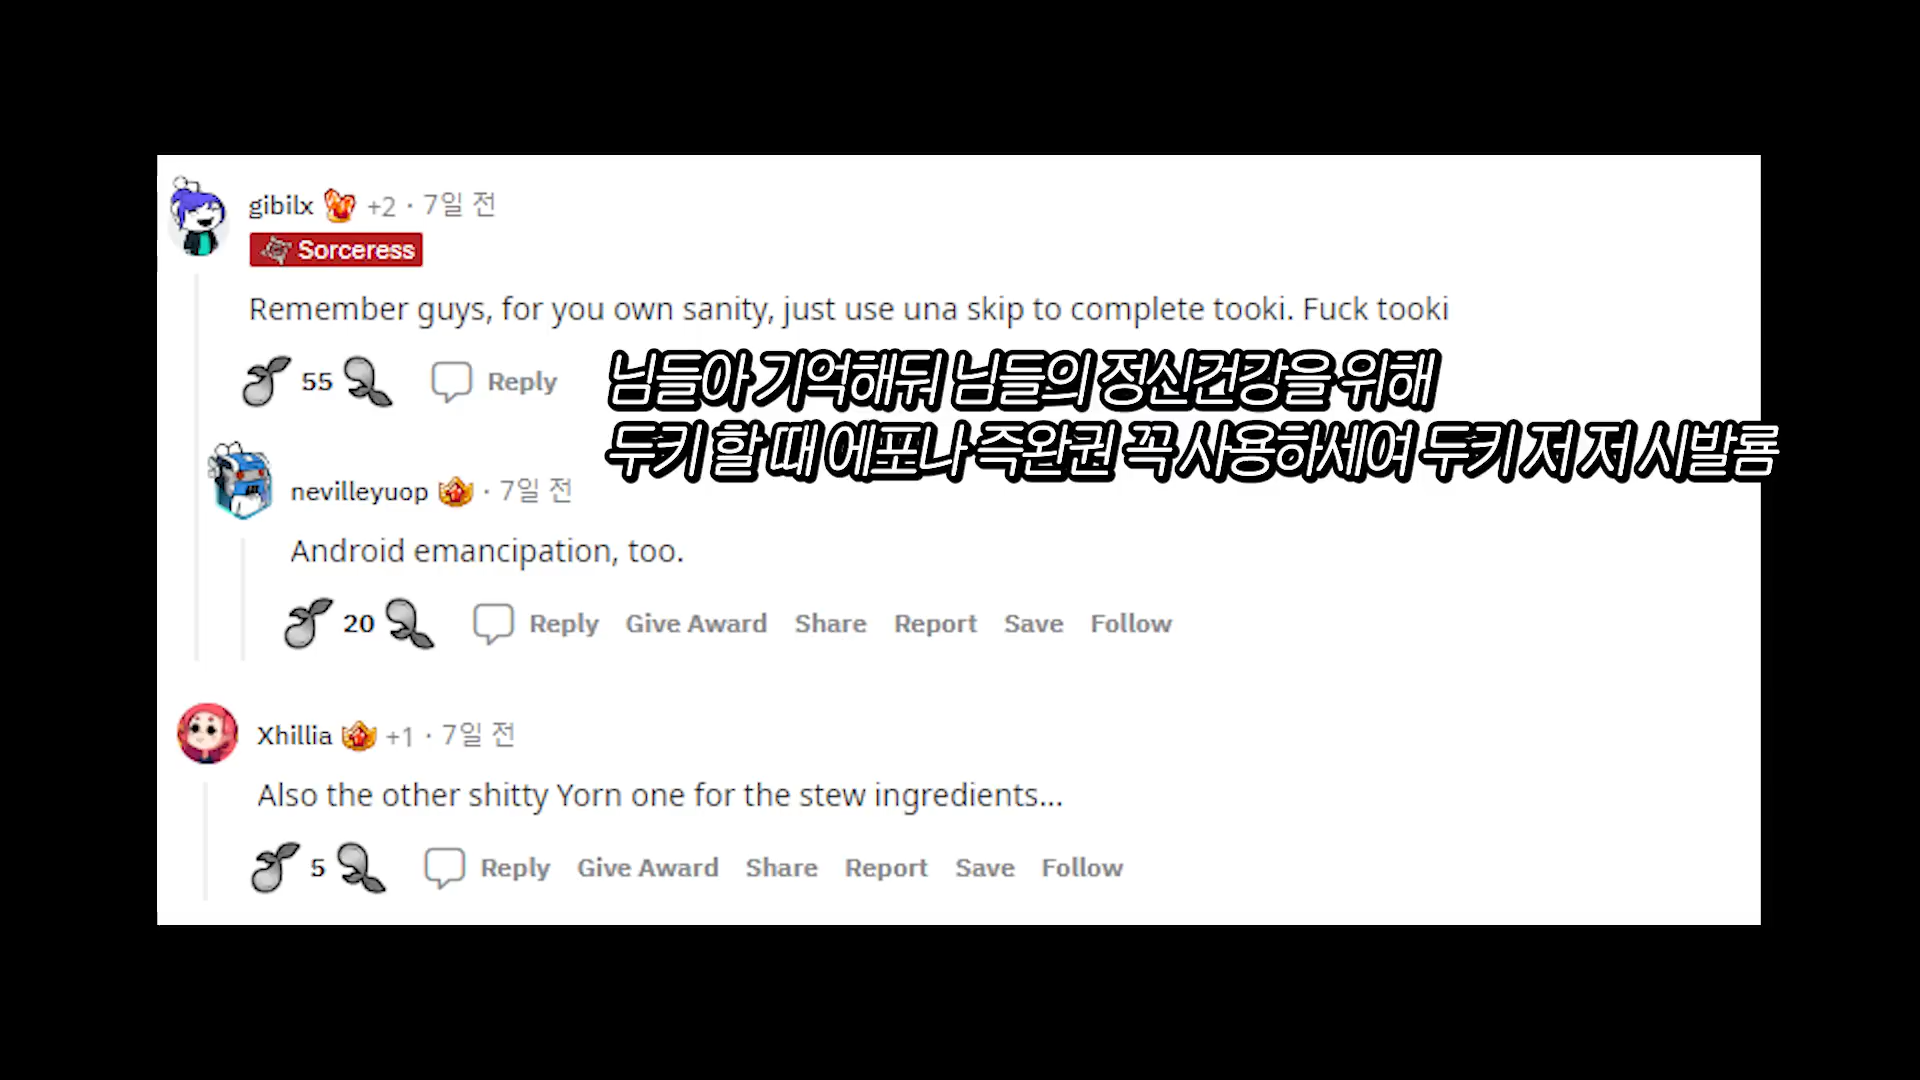 gibilx +2 · 7일 전
Sorceress
Remember guys, for you own sanity, just use una skip to complete tooki. Fuck tooki
55 Reply
님들아 기억해둬 님들의 정신건강을 위해
두키 할 때 에포나 즉완권 꼭 사용하세여 두키 저 저 시발롬
nevilleyuop · 7일 전
Android emancipation, too.
20 Reply Give Award Share Report Save Follow
Xhillia +1 · 7일 전
Also the other shitty Yorn one for the stew ingredients...
5 Reply Give Award Share Report Save Follow